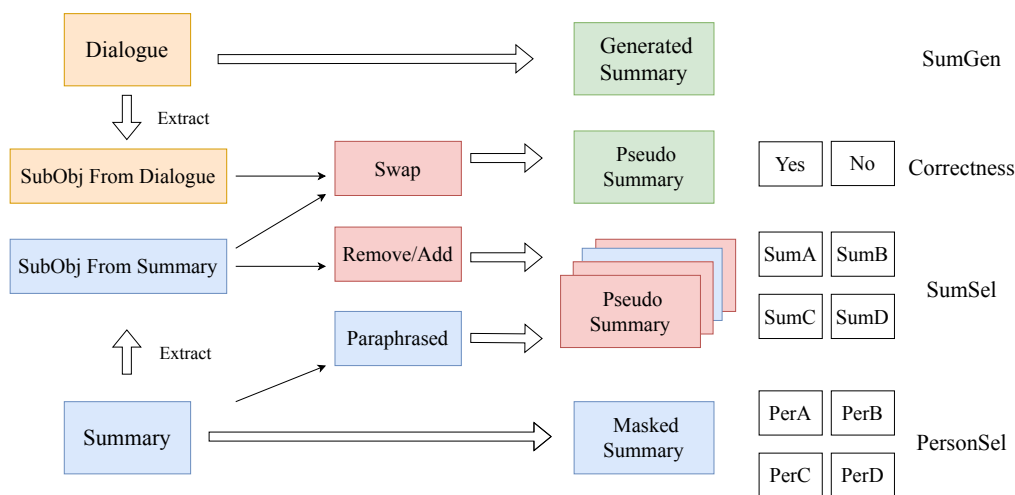 Dialogue
Generated
Summary
SumGen
Extract
SubObj From Dialogue
Swap
Pseudo
Summary
Yes
No
Correctness
SubObj From Summary
Remove/Add
Pseudo
Summary
SumA
SumB
SumC
SumD
SumSel
Paraphrased
Extract
Summary
Masked
Summary
PerA
PerB
PerC
PerD
PersonSel